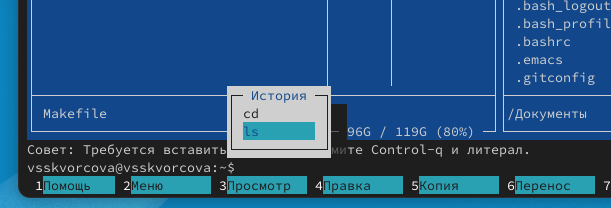 .bash_logout
.bash_profil
.bashrc
.emacs
.gitconfig
История
cd
ls
Makefile
/Документы
96G / 119G (80%)
Совет: Требуется вставить мите Control-q и литерал.
vsskvorcova@vsskvorcova:~$
1Помощь 2Меню 3Просмотр 4Правка 5Копия 6Перенос 7